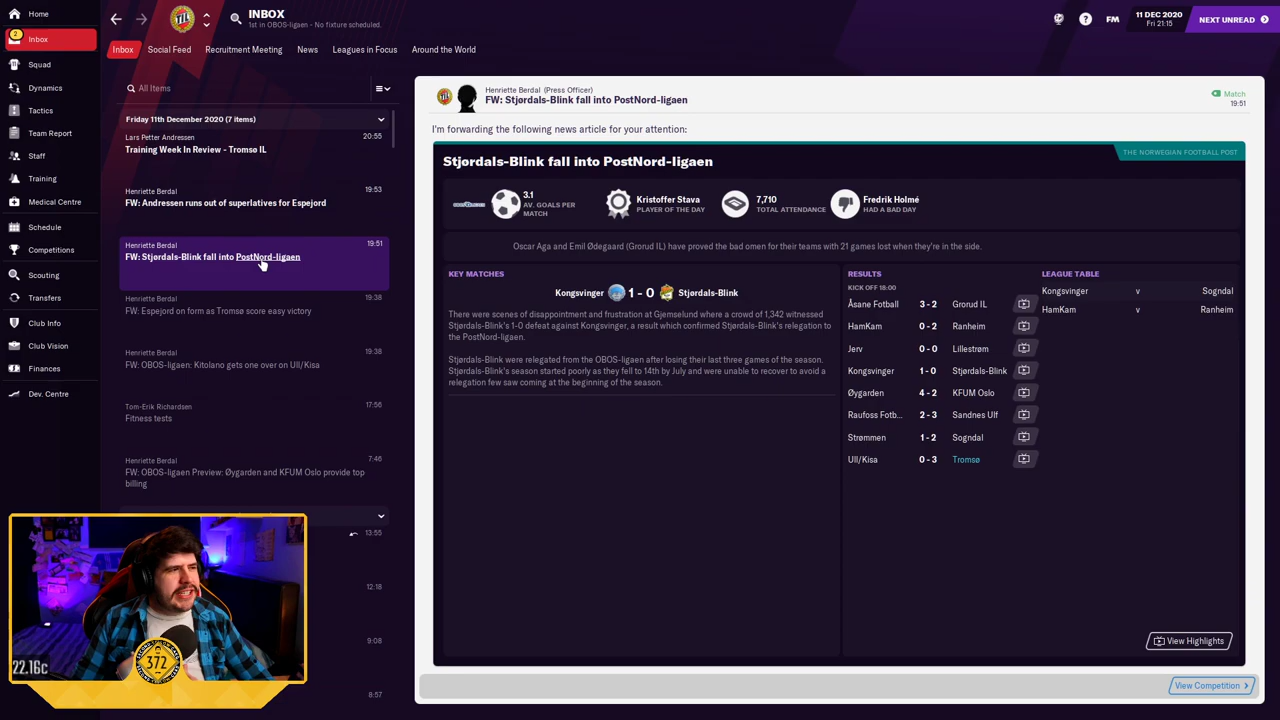 Home
INBOX
1st in OBOS-ligaen - No fixture scheduled.
FM
11 DEC 2020
Fri 21:15
NEXT UNREAD
2
Inbox
Squad
Dynamics
Tactics
Team Report
Staff
Training
Medical Centre
Schedule
Competitions
Scouting
Transfers
Club Info
Club Vision
Finances
Dev. Centre
Inbox
Social Feed
Recruitment Meeting
News
Leagues in Focus
Around the World
All Items
Friday 11th December 2020 (7 items)
Lars Petter Andressen
20:55
Training Week In Review - Tromsø IL
Henriette Berdal
19:53
FW: Andressen runs out of superlatives for Espejord
Henriette Berdal
19:51
FW: Stjørdals-Blink fall into PostNord-ligaen
Henriette Berdal
19:38
FW: Espejord on form as Tromsø score easy victory
Henriette Berdal
19:38
FW: OBOS-ligaen: Kitolano gets one over on Ull/Kisa
Tom-Erik Richardsen
17:56
Fitness tests
Henriette Berdal
7:46
FW: OBOS-ligaen Preview: Øygarden and KFUM Oslo provide top
billing
13:55
12:18
9:08
8:57
Henriette Berdal (Press Officer)
FW: Stjørdals-Blink fall into PostNord-ligaen
Match
19:51
I'm forwarding the following news article for your attention:
Stjørdals-Blink fall into PostNord-ligaen
THE NORWEGIAN FOOTBALL POST
3.1
AV. GOALS PER
MATCH
Kristoffer Stava
PLAYER OF THE DAY
7,710
TOTAL ATTENDANCE
Fredrik Holmé
HAD A BAD DAY
Oscar Aga and Emil Ødegaard (Grorud IL) have proved the bad omen for their teams with 21 games lost when they're in the side.
KEY MATCHES
Kongsvinger 1 - 0 Stjørdals-Blink
There were scenes of disappointment and frustration at Gjemselund where a crowd of 1,342 witnessed
Stjørdals-Blink's 1-0 defeat against Kongsvinger, a result which confirmed Stjørdals-Blink's relegation to
the PostNord-ligaen.
Stjørdals-Blink were relegated from the OBOS-ligaen after losing their last three games of the season.
Stjørdals-Blink's season started poorly as they fell to 14th by July and were unable to recover to avoid a
relegation few saw coming at the beginning of the season.
RESULTS
KICK OFF 18:00
Åsane Fotball 3 - 2 Grorud IL
HamKam 0 - 2 Ranheim
Jerv 0 - 0 Lillestrøm
Kongsvinger 1 - 0 Stjørdals-Blink
Øygarden 4 - 2 KFUM Oslo
Raufoss Fotb... 2 - 3 Sandnes Ulf
Strømmen 1 - 2 Sogndal
Ull/Kisa 0 - 3 Tromsø
LEAGUE TABLE
Kongsvinger v Sogndal
HamKam v Ranheim
View Highlights
View Competition
372
22.16c